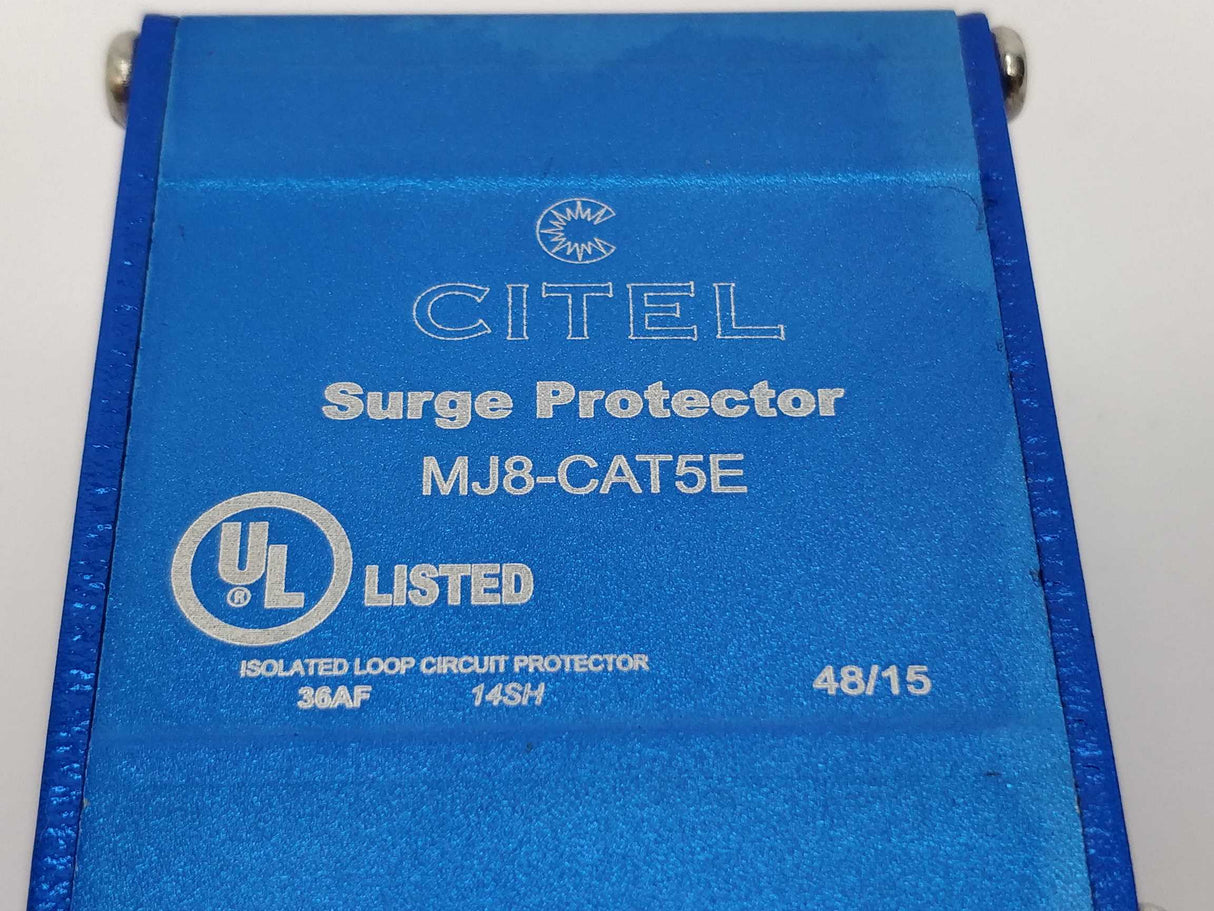 CITEL
Surge Protector
MJ8-CAT5E
UL® LISTED
ISOLATED LOOP CIRCUIT PROTECTOR
36AF 14SH 48/15